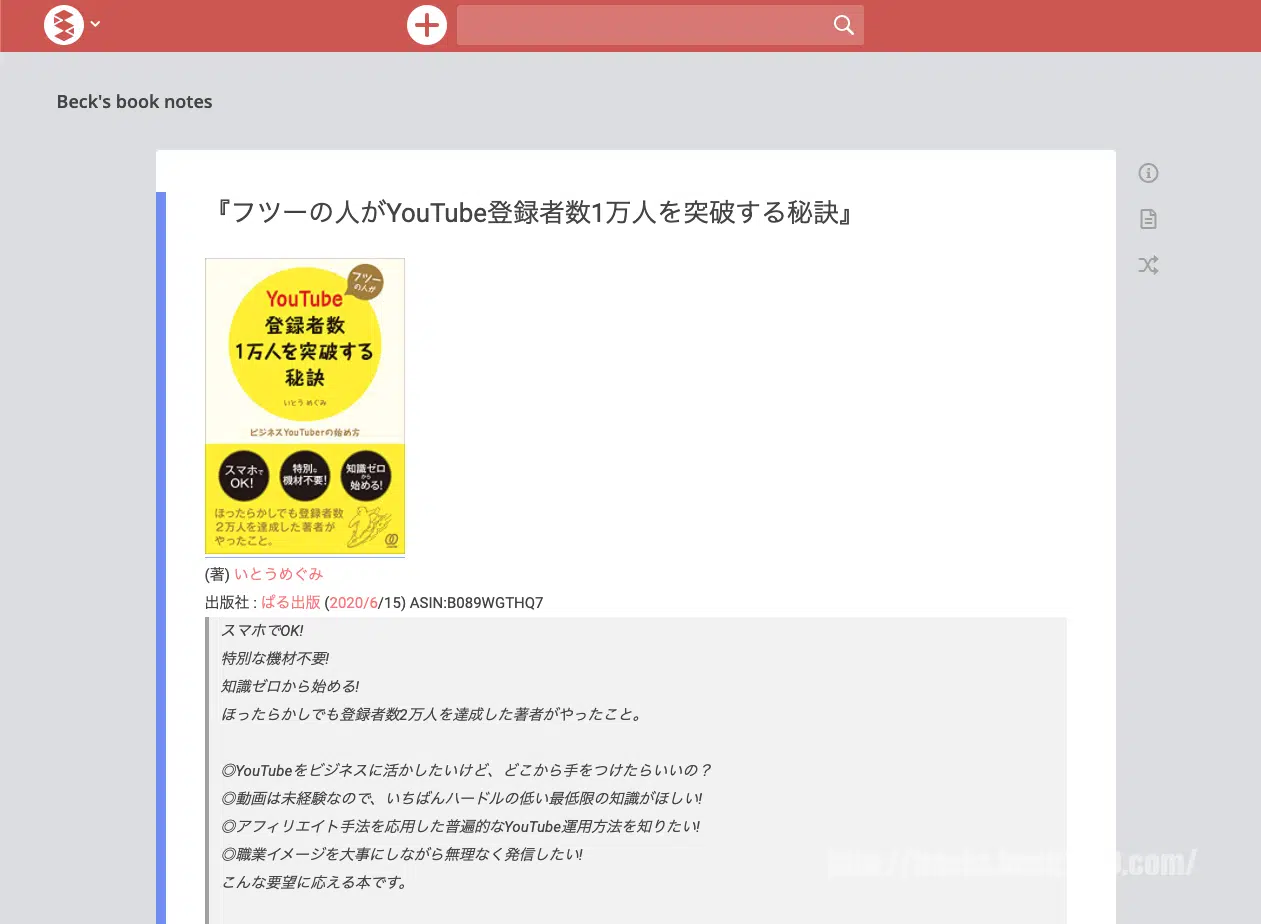 Beck's book notes
『フツーの人がYouTube登録者数1万人を突破する秘訣』
フツー
の人が
YouTube
登録者数
1万人を突破する
秘訣
いとう めぐみ
ビジネスYouTuberの始め方
スマホで
OK!
特別な
機材不要!
知識ゼロ
から
始める!
ほったらかしでも登録者数
2万人を達成した著者が
やったこと。
(著) いとうめぐみ
出版社 : ぱる出版 (2020/6/15) ASIN:B089WGTHQ7
スマホでOK!
特別な機材不要!
知識ゼロから始める!
ほったらかしでも登録者数2万人を達成した著者がやったこと。
◎YouTubeをビジネスに活かしたいけど、どこから手をつけたらいいの？
◎動画は未経験なので、いちばんハードルの低い最低限の知識がほしい!
◎アフィリエイト手法を応用した普遍的なYouTube運用方法を知りたい!
◎職業イメージを大事にしながら無理なく発信したい!
こんな要望に応える本です。